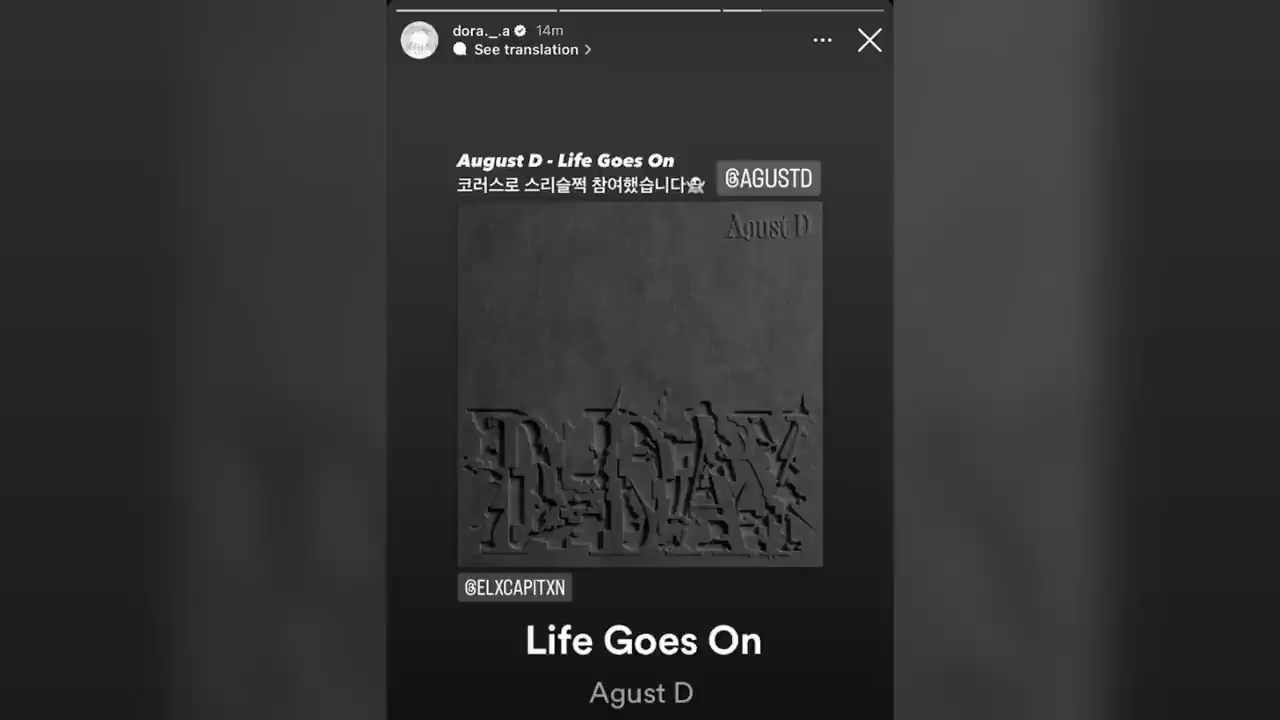 dora._.a 14m
See translation >
August D - Life Goes On
코러스로 스리슬쩍 참여했습니다👻
@AGUSTD
Agust D
D-DAY
@ELXCAPITXN
Life Goes On
Agust D